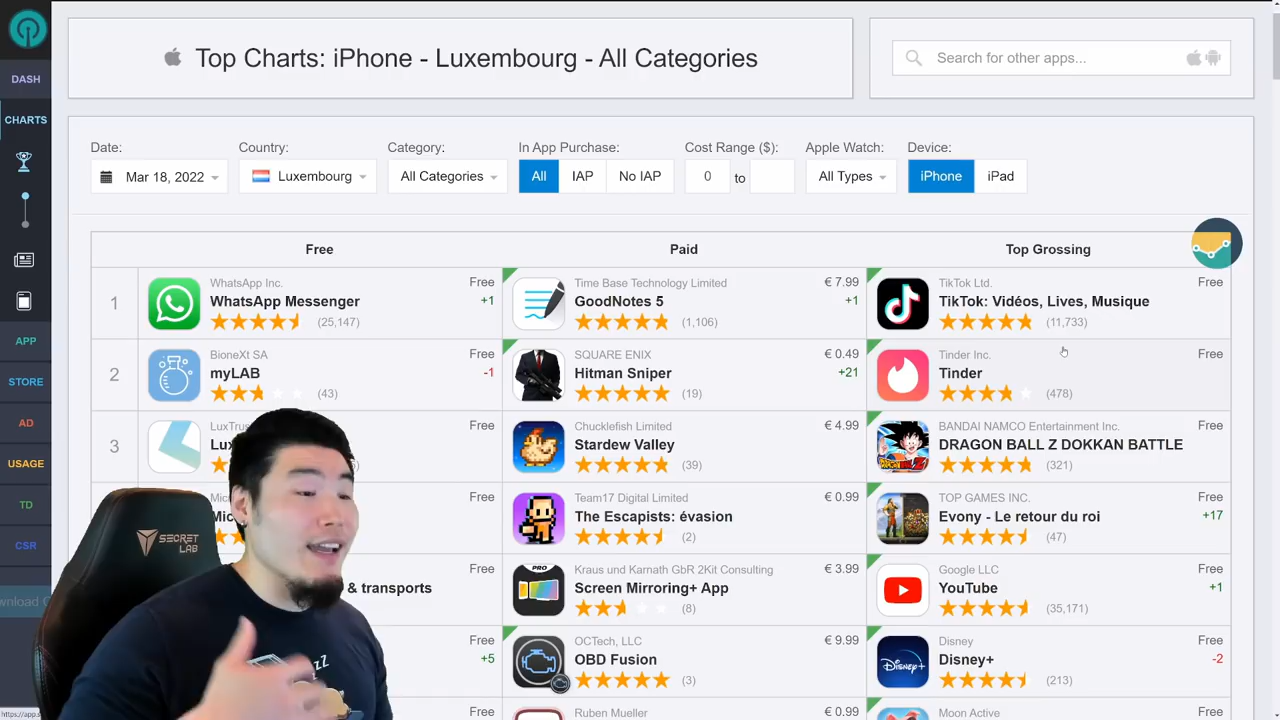 Top Charts: iPhone - Luxembourg - All Categories
Search for other apps...
DASH
CHARTS
APP
STORE
AD
USAGE
TD
CSR
Date:
Country:
Category:
In App Purchase:
Cost Range ($):
Apple Watch:
Device:
Mar 18, 2022
Luxembourg
All Categories
All
IAP
No IAP
0
to
All Types
iPhone
iPad
Free
Paid
Top Grossing
1
WhatsApp Inc.
Free
WhatsApp Messenger
+1
(25,147)
Time Base Technology Limited
€ 7.99
GoodNotes 5
+1
(1,106)
TikTok Ltd.
Free
TikTok: Vidéos, Lives, Musique
(11,733)
2
BioneXt SA
Free
myLAB
-1
(43)
SQUARE ENIX
€ 0.49
Hitman Sniper
+21
(19)
Tinder Inc.
Free
Tinder
(478)
3
Free
Chucklefish Limited
€ 4.99
Stardew Valley
(39)
BANDAI NAMCO Entertainment Inc.
Free
DRAGON BALL Z DOKKAN BATTLE
(321)
Free
Team17 Digital Limited
€ 0.99
The Escapists: évasion
(2)
TOP GAMES INC.
Free
Evony - Le retour du roi
+17
(47)
Free
& transports
PRO
Kraus und Karnath GbR 2Kit Consulting
€ 3.99
Screen Mirroring+ App
(8)
Google LLC
Free
YouTube
+1
(35,171)
Free
+5
OCTech, LLC
€ 9.99
OBD Fusion
(3)
Disney+
Disney
Free
Disney+
-2
(213)
Free
Ruben Mueller
€ 0.99
Moon Active
Free
SECRET
LAB
https://app.s